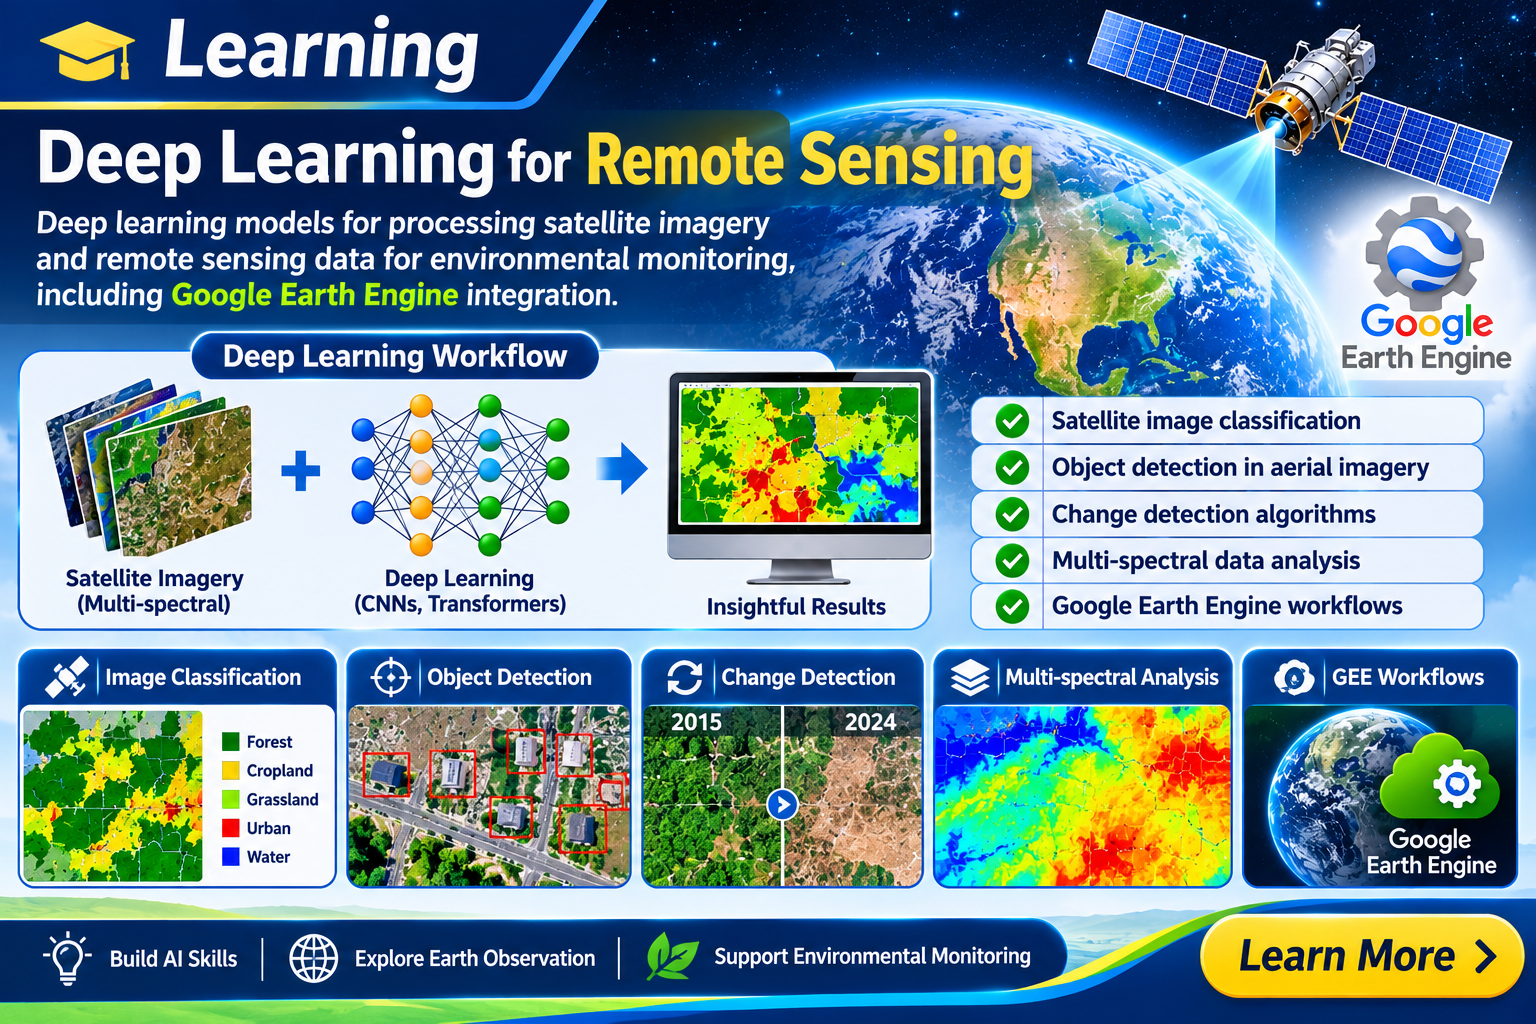 Learning
Deep Learning for Remote Sensing
Deep learning models for processing satellite imagery
and remote sensing data for environmental monitoring,
including Google Earth Engine integration.
Google
Earth Engine
Deep Learning Workflow
Satellite Imagery
(Multi-spectral)
Deep Learning
(CNNs, Transformers)
Insightful Results
Satellite image classification
Object detection in aerial imagery
Change detection algorithms
Multi-spectral data analysis
Google Earth Engine workflows
Image Classification
Forest
Cropland
Grassland
Urban
Water
Object Detection
Change Detection
2015
2024
Multi-spectral Analysis
GEE Workflows
Google
Earth Engine
Build AI Skills
Explore Earth Observation
Support Environmental Monitoring
Learn More